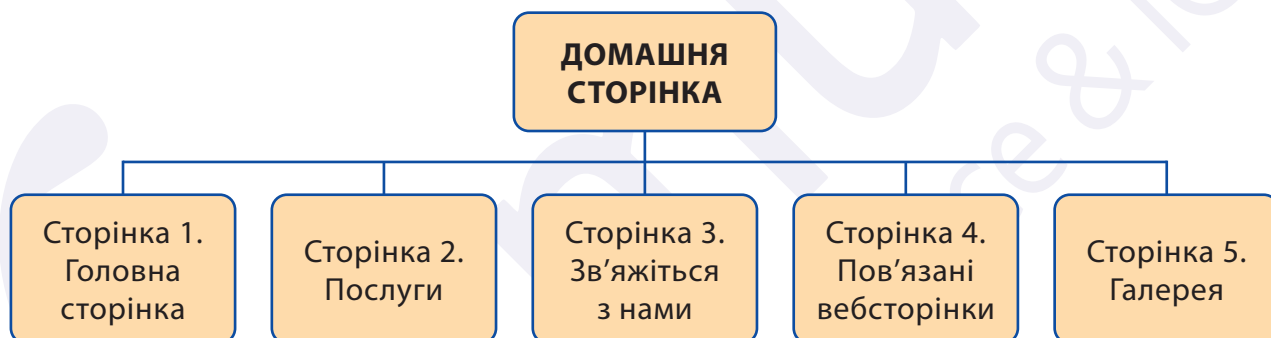 ДОМАШНЯ
СТОРІНКА
Сторінка 1.
Головна
сторінка
Сторінка 2.
Послуги
Сторінка 3.
Зв’яжіться
з нами
Сторінка 4.
Пов’язані
вебсторінки
Сторінка 5.
Галерея